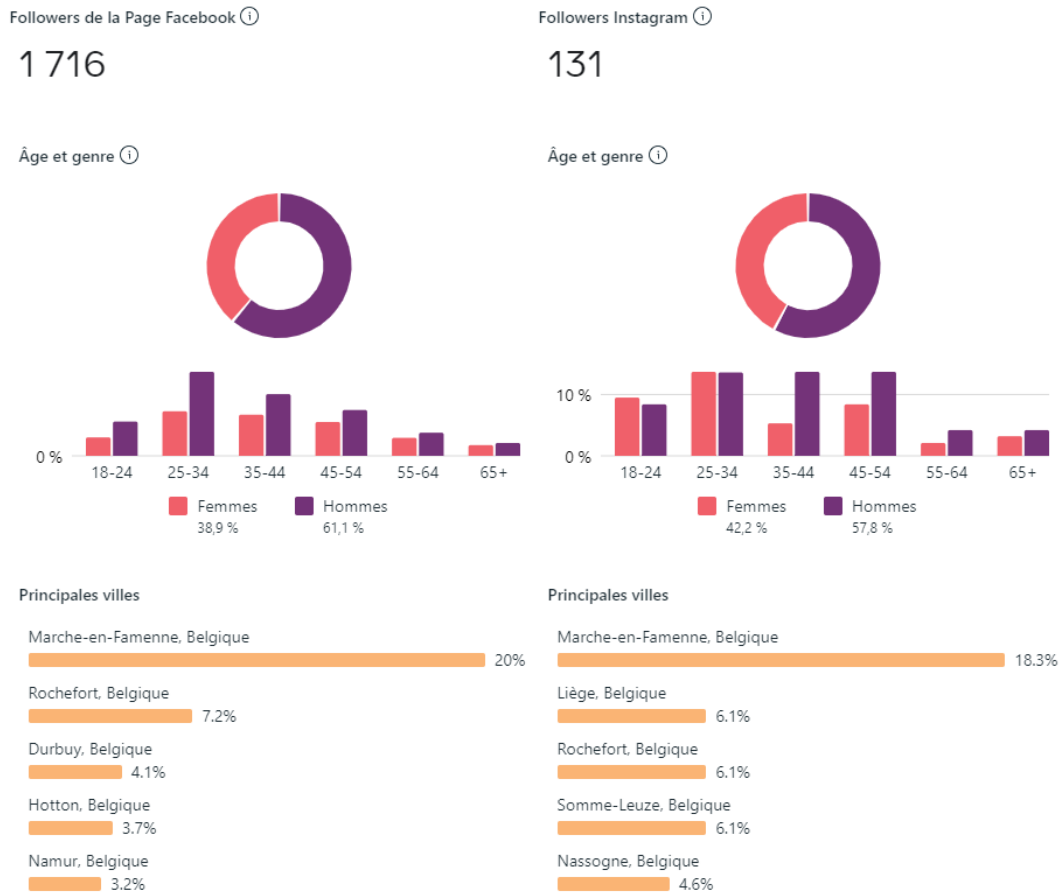 Followers de la Page Facebook
1 716
Âge et genre
0 %
18-24 25-34 35-44 45-54 55-64 65+
Femmes Hommes
38,9 % 61,1 %
Principales villes
Marche-en-Famenne, Belgique
20%
Rochefort, Belgique
7.2%
Durbuy, Belgique
4.1%
Hotton, Belgique
3.7%
Namur, Belgique
3.2%
Followers Instagram
131
Âge et genre
10 %
0 %
18-24 25-34 35-44 45-54 55-64 65+
Femmes Hommes
42,2 % 57,8 %
Principales villes
Marche-en-Famenne, Belgique
18.3%
Liège, Belgique
6.1%
Rochefort, Belgique
6.1%
Somme-Leuze, Belgique
6.1%
Nassogne, Belgique
4.6%